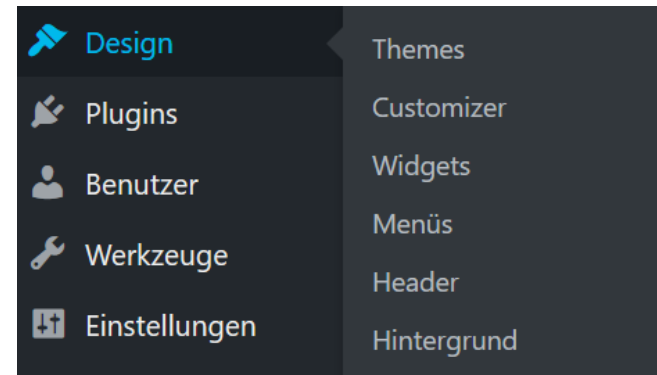 Design
Plugins
Benutzer
Werkzeuge
Einstellungen
Themes
Customizer
Widgets
Menüs
Header
Hintergrund